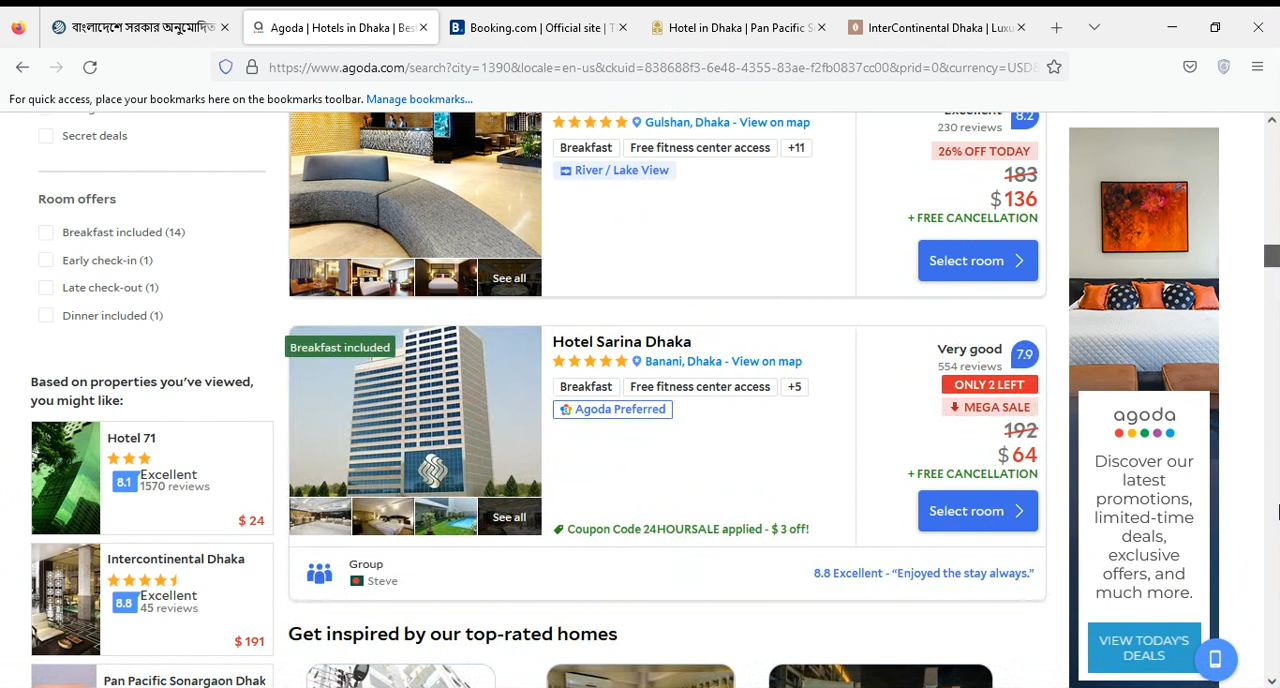 বাংলাদেশে সরকার অনুমোদিত
Agoda | Hotels in Dhaka | Bes
Booking.com | Official site | T
Hotel in Dhaka | Pan Pacific S
InterContinental Dhaka | Luxu
https://www.agoda.com/search?city=1390&locale=en-us&ckuid=838688f3-6e48-4355-83ae-f2fb0837cc00&prid=0&currency=USD&
For quick access, place your bookmarks here on the bookmarks toolbar. Manage bookmarks...
Secret deals
Room offers
Breakfast included (14)
Early check-in (1)
Late check-out (1)
Dinner included (1)
Based on properties you've viewed,
you might like:
Hotel 71
8.1 Excellent
1570 reviews
$ 24
Intercontinental Dhaka
8.8 Excellent
45 reviews
$ 191
Pan Pacific Sonargaon Dhak
See all
Gulshan, Dhaka - View on map
Breakfast Free fitness center access +11
River / Lake View
Excellent 8.2
230 reviews
26% OFF TODAY
183
$ 136
+ FREE CANCELLATION
Select room
Breakfast included
See all
Hotel Sarina Dhaka
Banani, Dhaka - View on map
Breakfast Free fitness center access +5
Agoda Preferred
Coupon Code 24HOURSALE applied - $ 3 off!
Very good 7.9
554 reviews
ONLY 2 LEFT
MEGA SALE
192
$ 64
+ FREE CANCELLATION
Select room
Group
Steve
8.8 Excellent - “Enjoyed the stay always.”
Get inspired by our top-rated homes
agoda
Discover our
latest
promotions,
limited-time
deals,
exclusive
offers, and
much more.
VIEW TODAY'S
DEALS